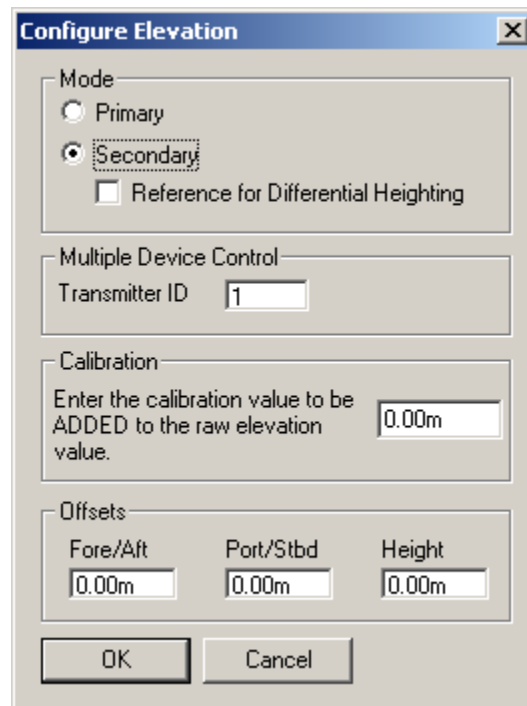 Configure Elevation
Mode
Primary
Secondary
Reference for Differential Heighting
Multiple Device Control
Transmitter ID 1
Calibration
Enter the calibration value to be
ADDED to the raw elevation
value.
0.00m
Offsets
Fore/Aft Port/Stbd Height
0.00m 0.00m 0.00m
OK Cancel